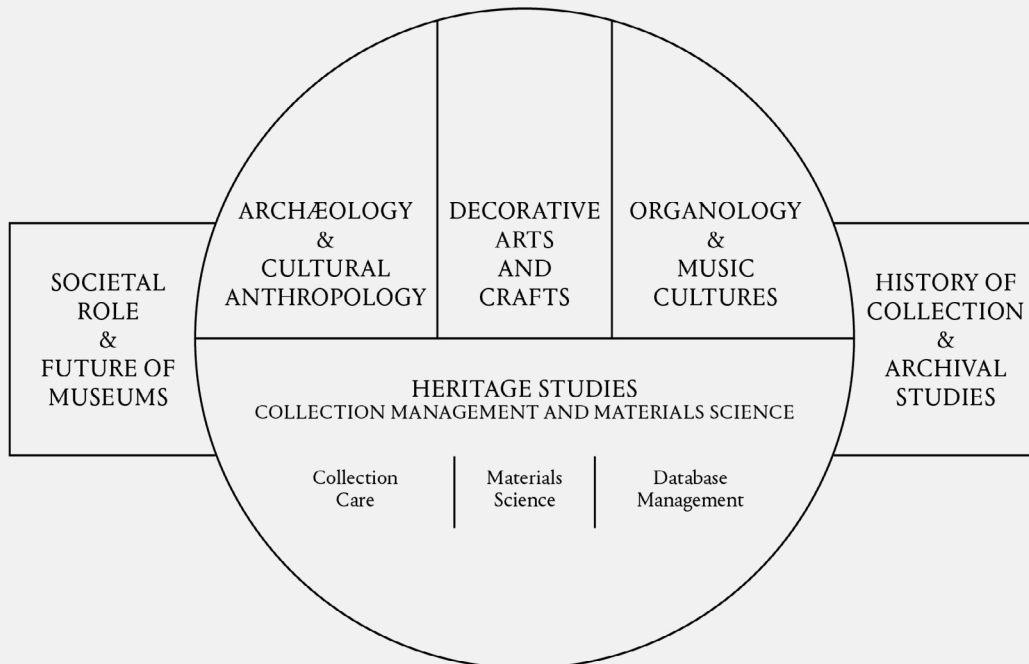 SOCIETAL
ROLE
&
FUTURE OF
MUSEUMS
ARCHÆOLOGY
&
CULTURAL
ANTHROPOLOGY
DECORATIVE
ARTS
AND
CRAFTS
ORGANOLOGY
&
MUSIC
CULTURES
HISTORY OF
COLLECTION
&
ARCHIVAL
STUDIES
HERITAGE STUDIES
COLLECTION MANAGEMENT AND MATERIALS SCIENCE
Collection
Care
Materials
Science
Database
Management